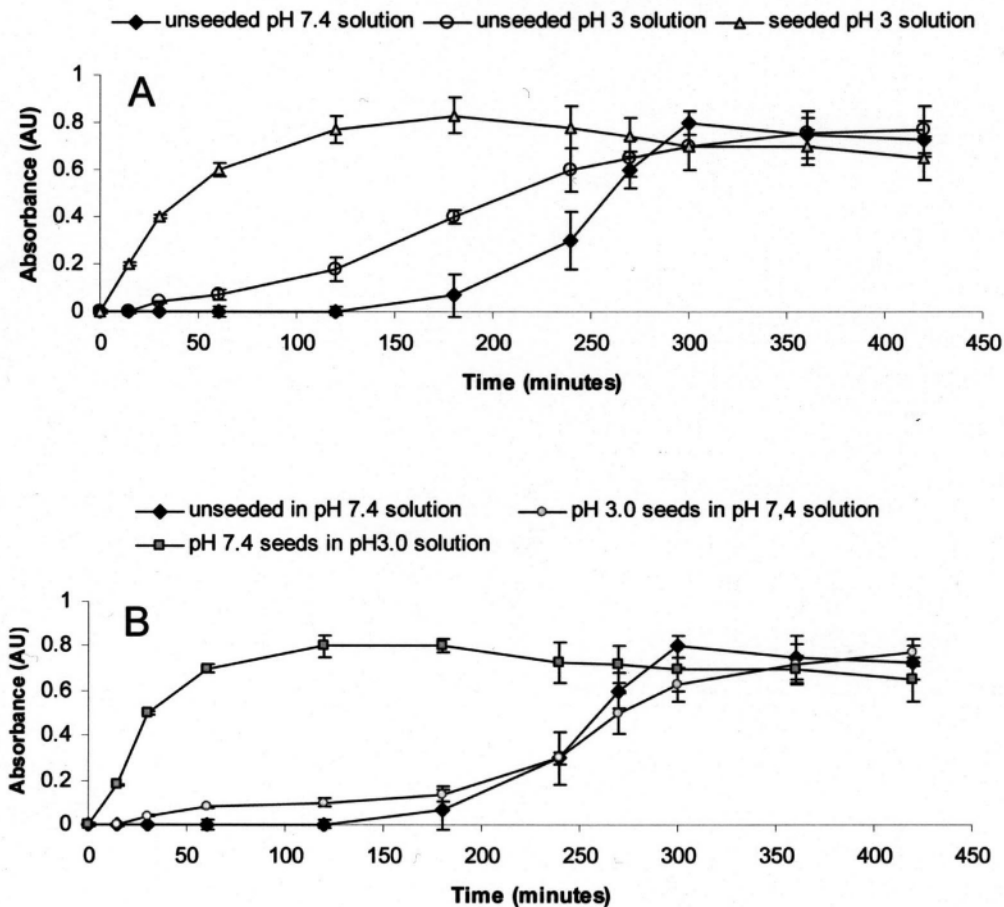 unseeded pH 7.4 solution unseeded pH 3 solution seeded pH 3 solution
A
1
0.8
0.6
0.4
0.2
0
Absorbance (AU)
0 50 100 150 200 250 300 350 400 450
Time (minutes)
unseeded in pH 7.4 solution pH 3.0 seeds in pH 7,4 solution
pH 7.4 seeds in pH3.0 solution
B
1
0.8
0.6
0.4
0.2
0
Absorbance (AU)
0 50 100 150 200 250 300 350 400 450
Time (minutes)